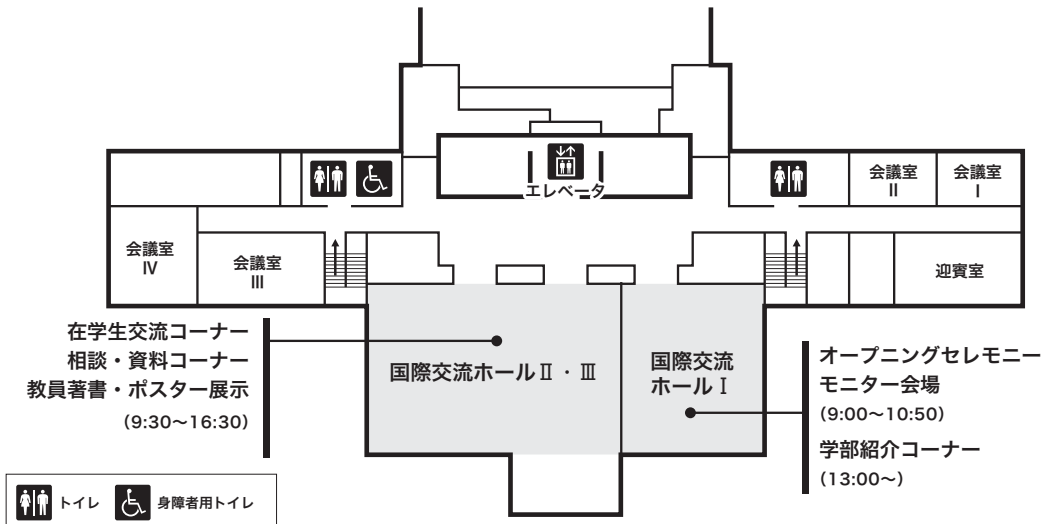 エレベータ
会議室
II
会議室
I
会議室
IV
会議室
III
迎賓室
在学生交流コーナー
相談・資料コーナー
教員著書・ポスター展示
(9:30〜16:30)
国際交流ホールⅡ・Ⅲ
国際交流
ホールⅠ
オープニングセレモニー
モニター会場
(9:00〜10:50)
学部紹介コーナー
(13:00〜)
トイレ
身障者用トイレ